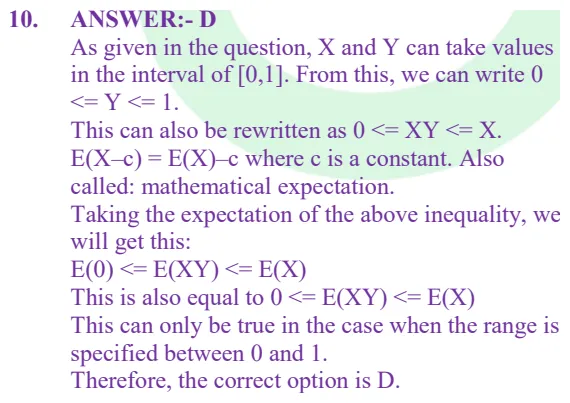 10. ANSWER:- D
As given in the question, X and Y can take values
in the interval of [0,1]. From this, we can write 0
<= Y <= 1.
This can also be rewritten as 0 <= XY <= X.
E(X–c) = E(X)–c where c is a constant. Also
called: mathematical expectation.
Taking the expectation of the above inequality, we
will get this:
E(0) <= E(XY) <= E(X)
This is also equal to 0 <= E(XY) <= E(X)
This can only be true in the case when the range is
specified between 0 and 1.
Therefore, the correct option is D.